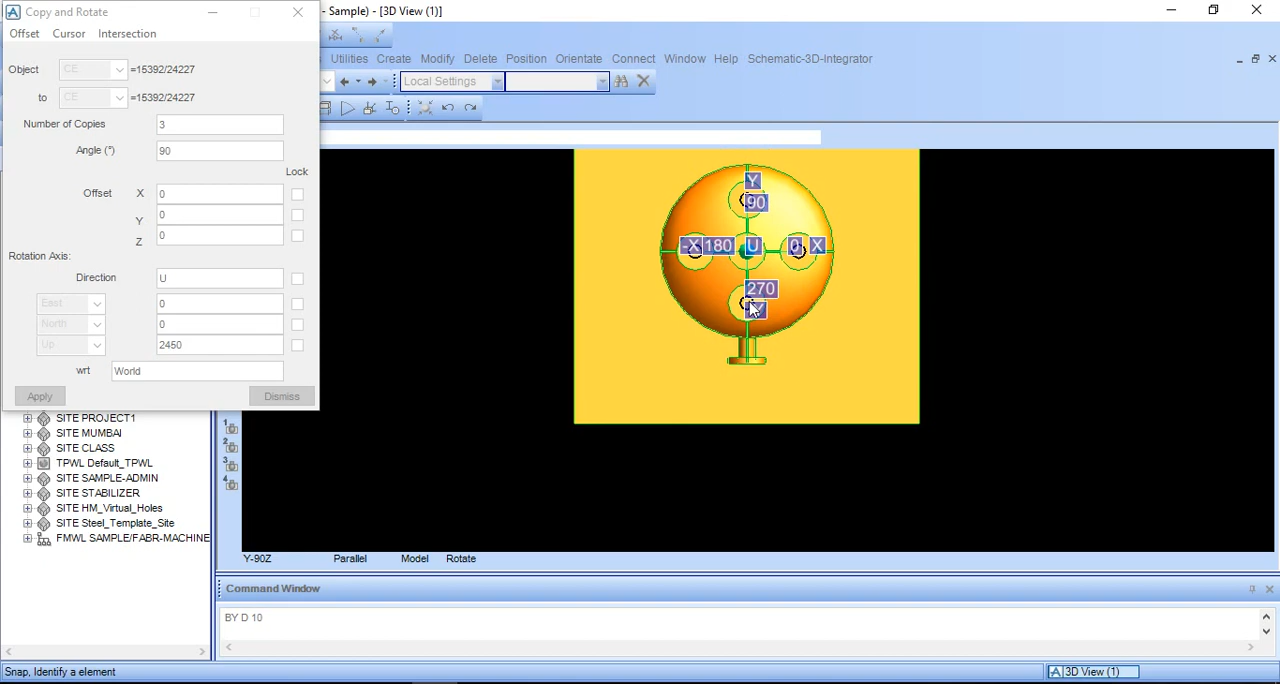 Copy and Rotate
- Sample) - [3D View (1)]
Offset Cursor Intersection
Utilities Create Modify Delete Position Orientate Connect Window Help Schematic-3D-Integrator
Object CE =15392/24227
to CE =15392/24227
Local Settings
Number of Copies 3
Angle (°) 90
Lock
Offset X 0
Y 0
Z 0
Rotation Axis:
Direction U
East 0
North 0
Up 2450
wrt World
Apply Dismiss
Y
90
-X 180 U 0 X
270
SITE PROJECT1
SITE MUMBAI
SITE CLASS
TPWL Default_TPWL
SITE SAMPLE-ADMIN
SITE STABILIZER
SITE HM_Virtual_Holes
SITE Steel_Template_Site
FMWL SAMPLE/FABR-MACHINE
1
2
3
4
Y-90Z Parallel Model Rotate
Command Window
BY D 10
Snap, Identify a element
3D View (1)